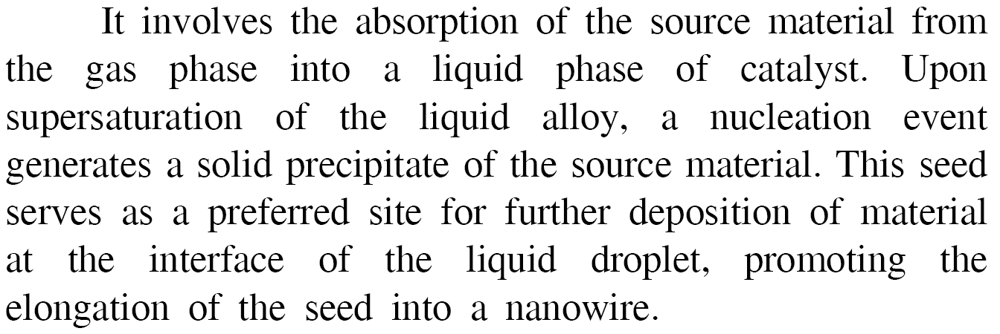 It involves the absorption of the source material from
the gas phase into a liquid phase of catalyst. Upon
supersaturation of the liquid alloy, a nucleation event
generates a solid precipitate of the source material. This seed
serves as a preferred site for further deposition of material
at the interface of the liquid droplet, promoting the
elongation of the seed into a nanowire.